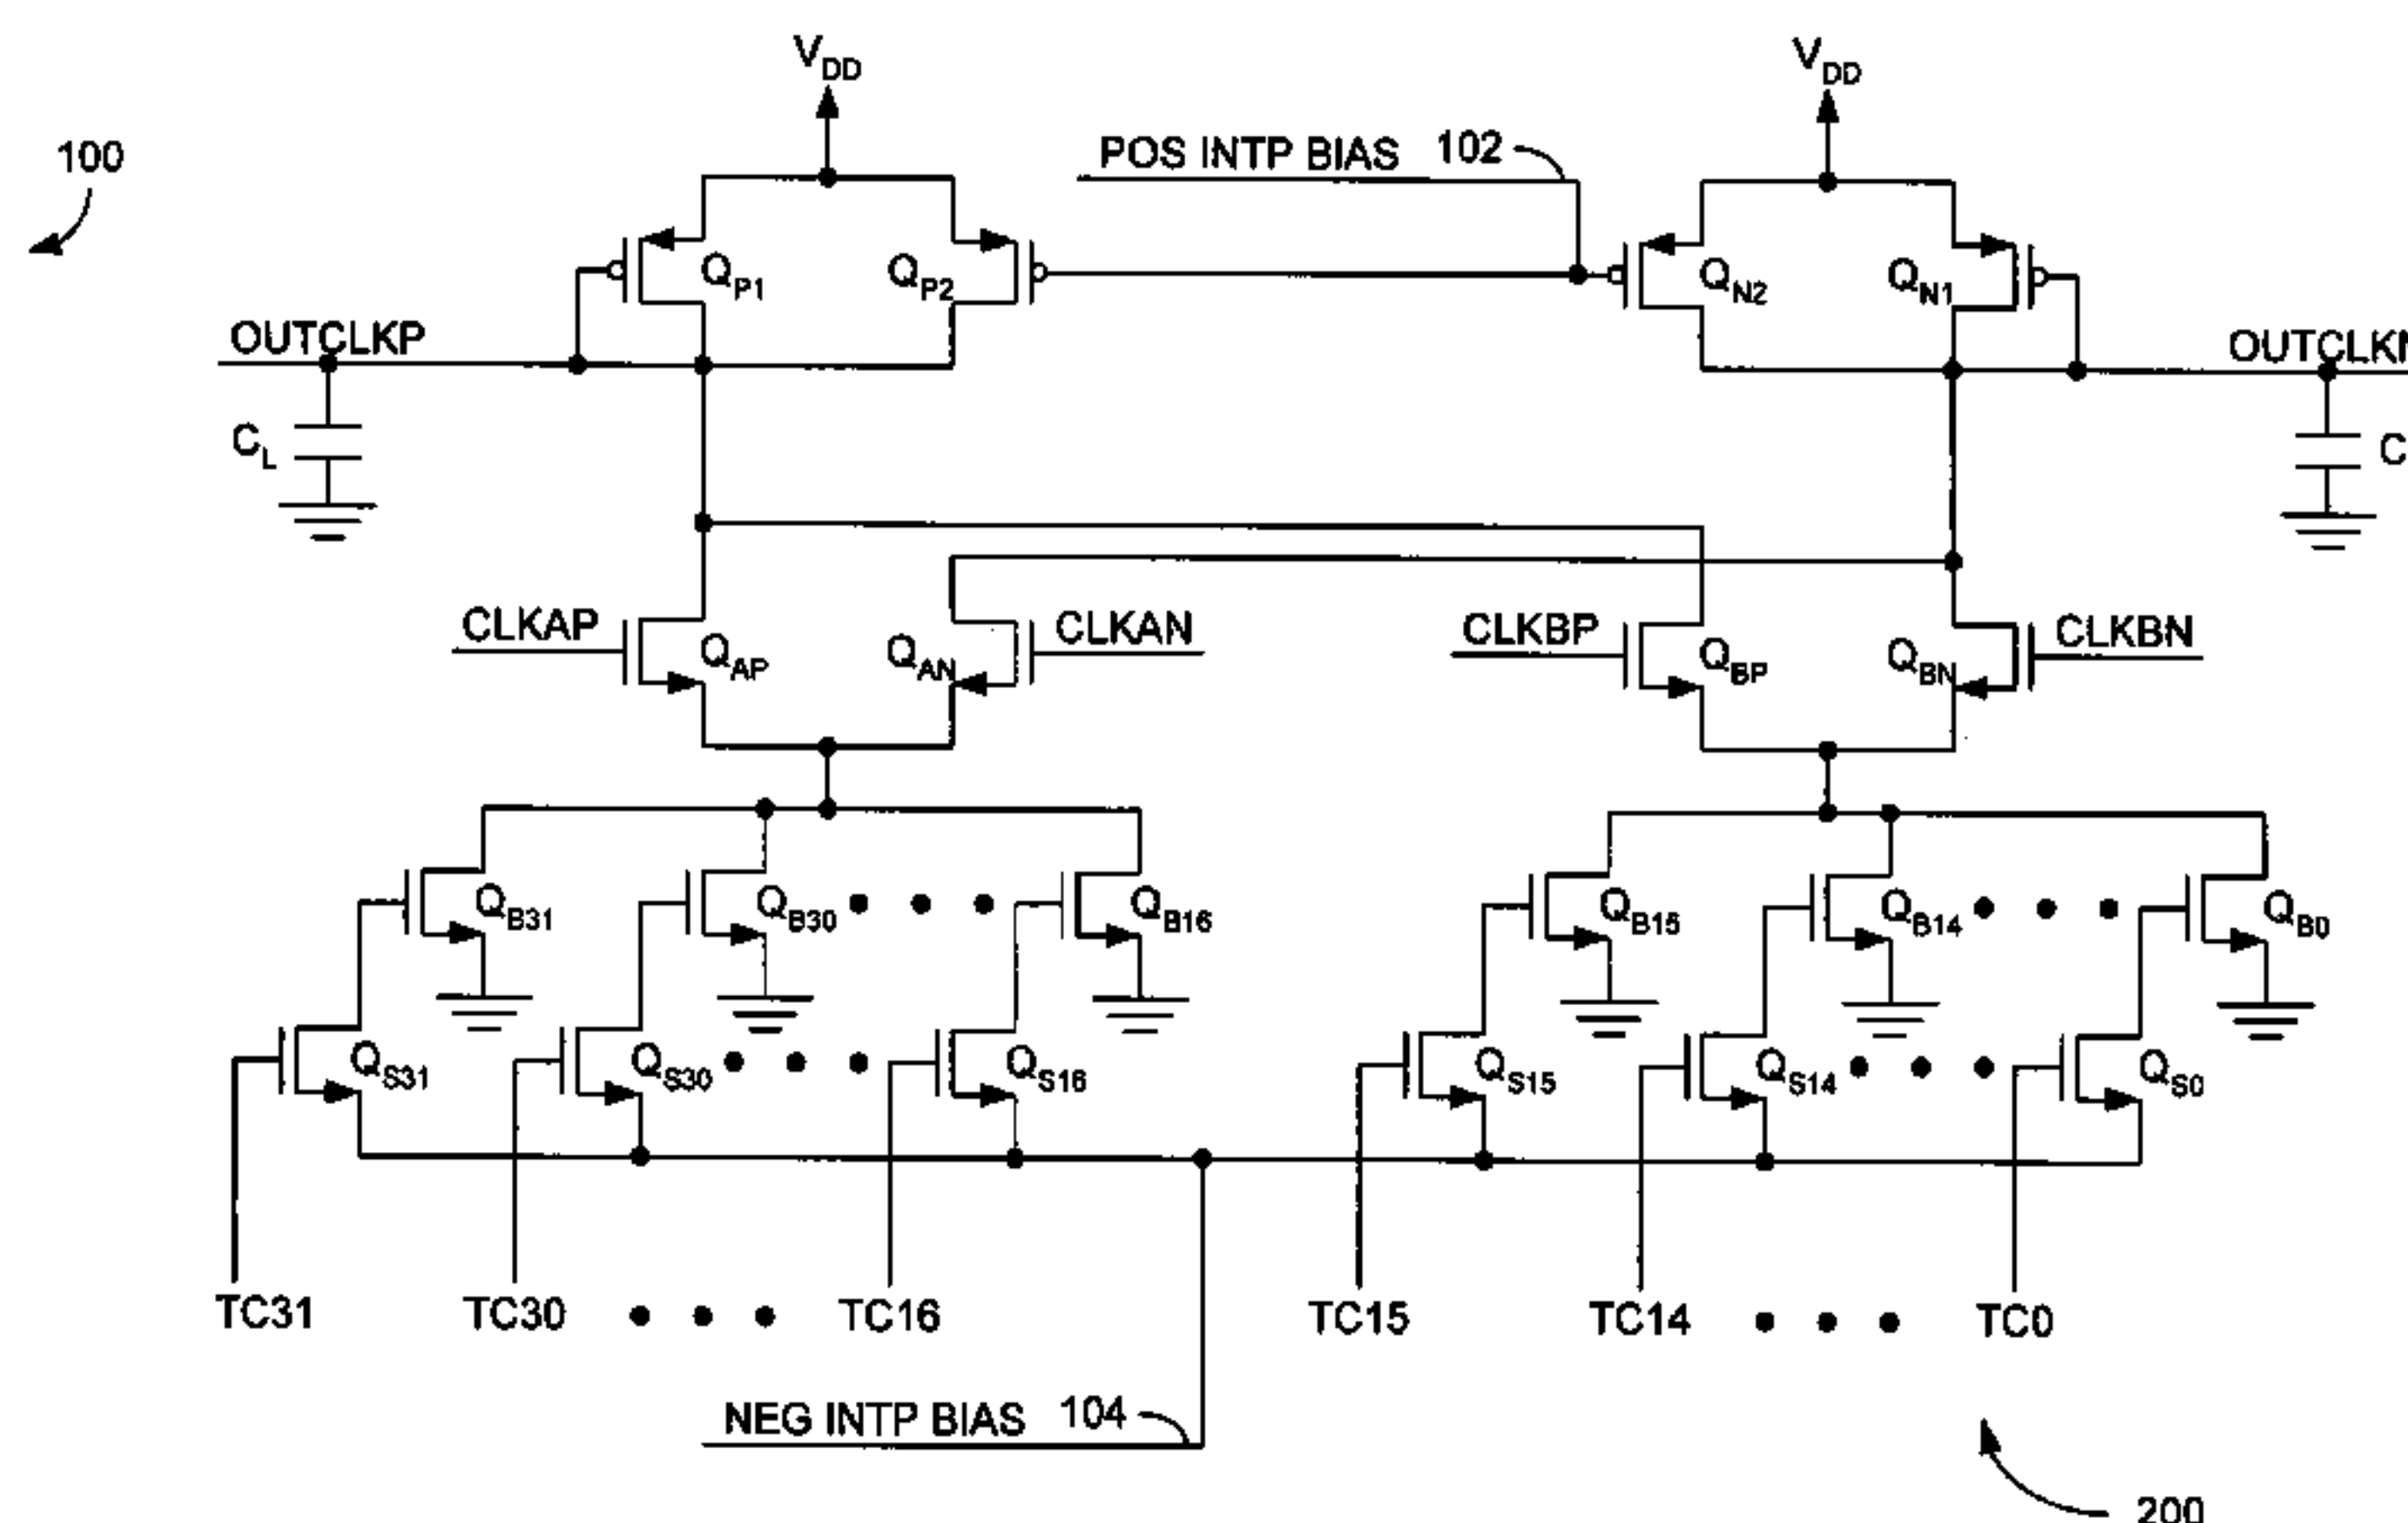 V_DD
V_DD
100
POS INTP BIAS 102
Q_P1
Q_P2
Q_N2
Q_N1
OUTCLKP
OUTCLKN
C_L
C
CLKAP
Q_AP
Q_AN
CLKAN
CLKBP
Q_BP
Q_BN
CLKBN
Q_B31
Q_B30
Q_B16
Q_B15
Q_B14
Q_B0
Q_S31
Q_S30
Q_S16
Q_S15
Q_S14
Q_S0
TC31
TC30
TC16
TC15
TC14
TC0
NEG INTP BIAS 104
200